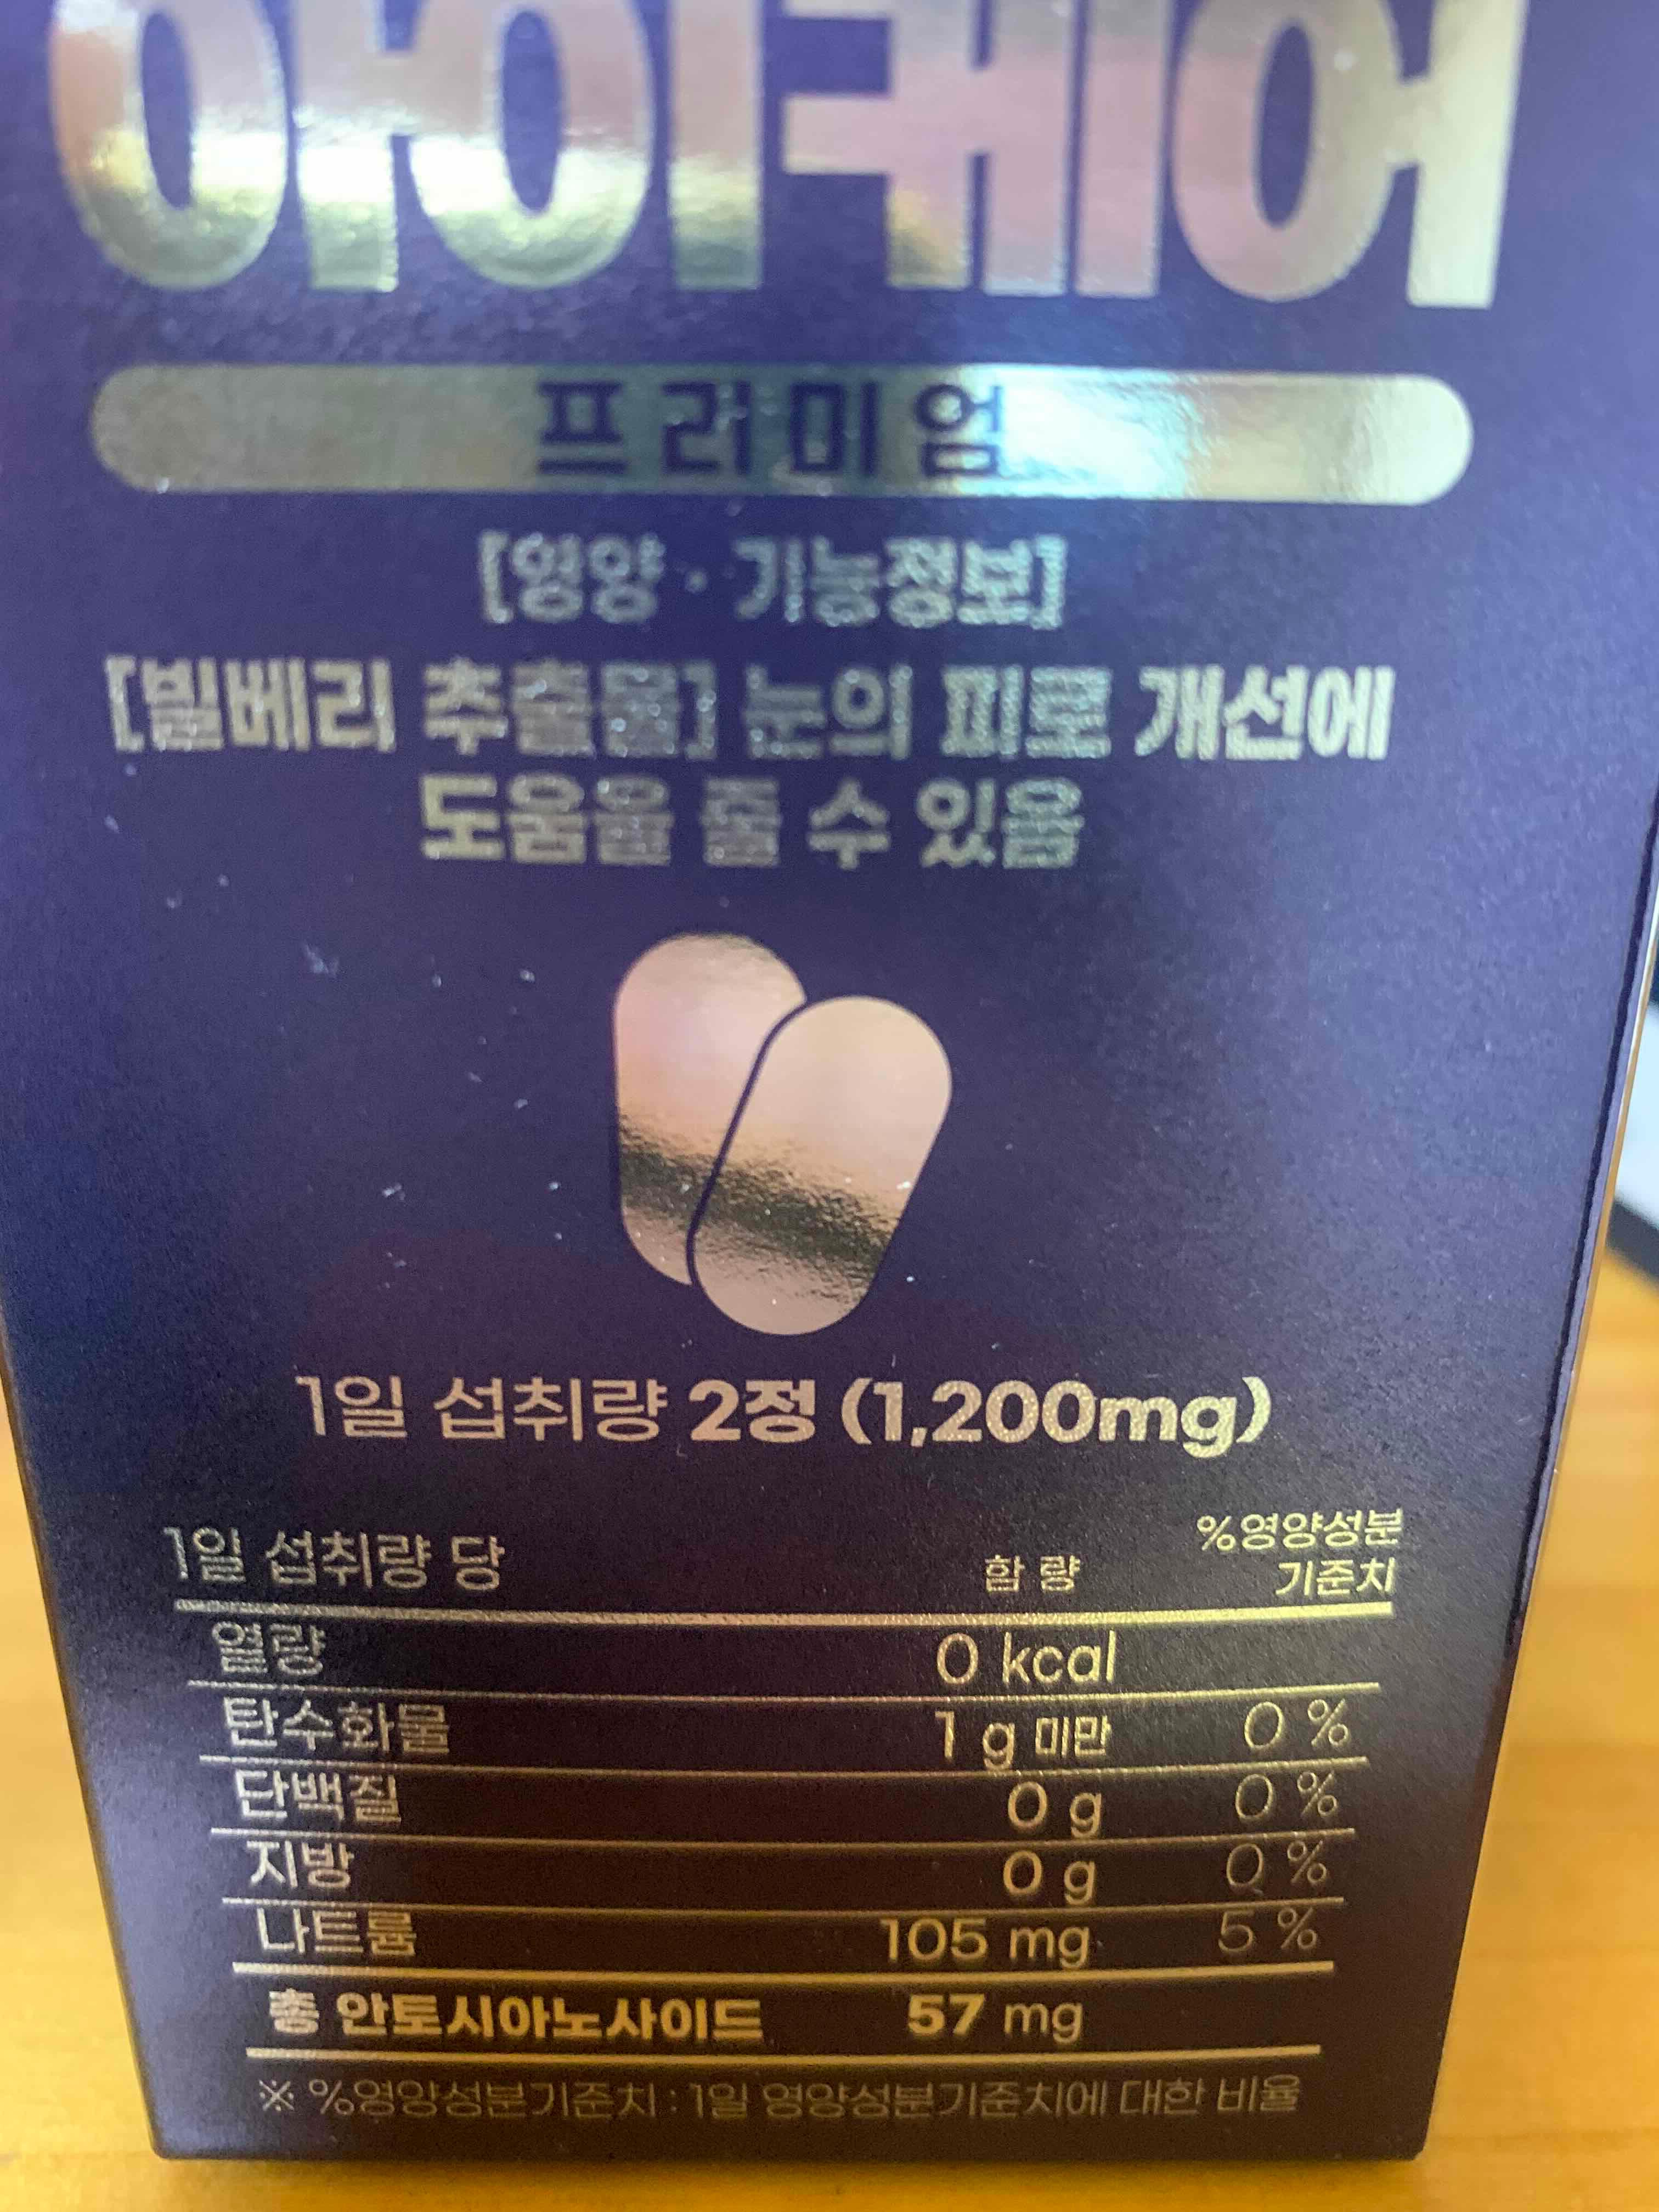 아이케어
프리미엄
[영양 · 기능정보]
[빌베리 추출물] 눈의 피로 개선에
도움을 줄 수 있음
1일 섭취량 2정 (1,200mg)
1일 섭취량 당 함 량 %영양성분
기준치
열량 0 kcal
탄수화물 1 g 미만 0 %
단백질 0 g 0 %
지방 0 g 0 %
나트륨 105 mg 5 %
총 안토시아노사이드 57 mg
※ %영양성분기준치 : 1일 영양성분기준치에 대한 비율